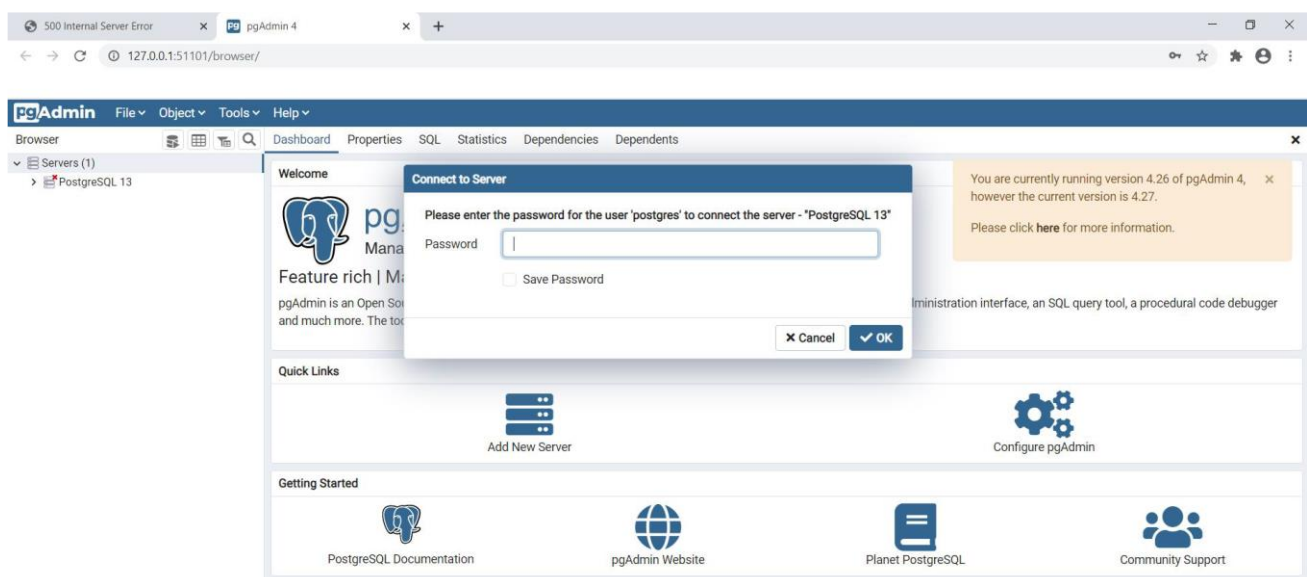 500 Internal Server Error
pgAdmin 4
127.0.0.1:51101/browser/
pgAdmin File Object Tools Help
Browser
Dashboard Properties SQL Statistics Dependencies Dependents
Servers (1)
PostgreSQL 13
Welcome
pg
Mana
Feature rich | Ma
pgAdmin is an Open Sou
and much more. The too
Connect to Server
Please enter the password for the user 'postgres' to connect the server - "PostgreSQL 13"
Password
Save Password
Cancel OK
You are currently running version 4.26 of pgAdmin 4,
however the current version is 4.27.
Please click here for more information.
ministration interface, an SQL query tool, a procedural code debugger
Quick Links
Add New Server
Configure pgAdmin
Getting Started
PostgreSQL Documentation
pgAdmin Website
Planet PostgreSQL
Community Support